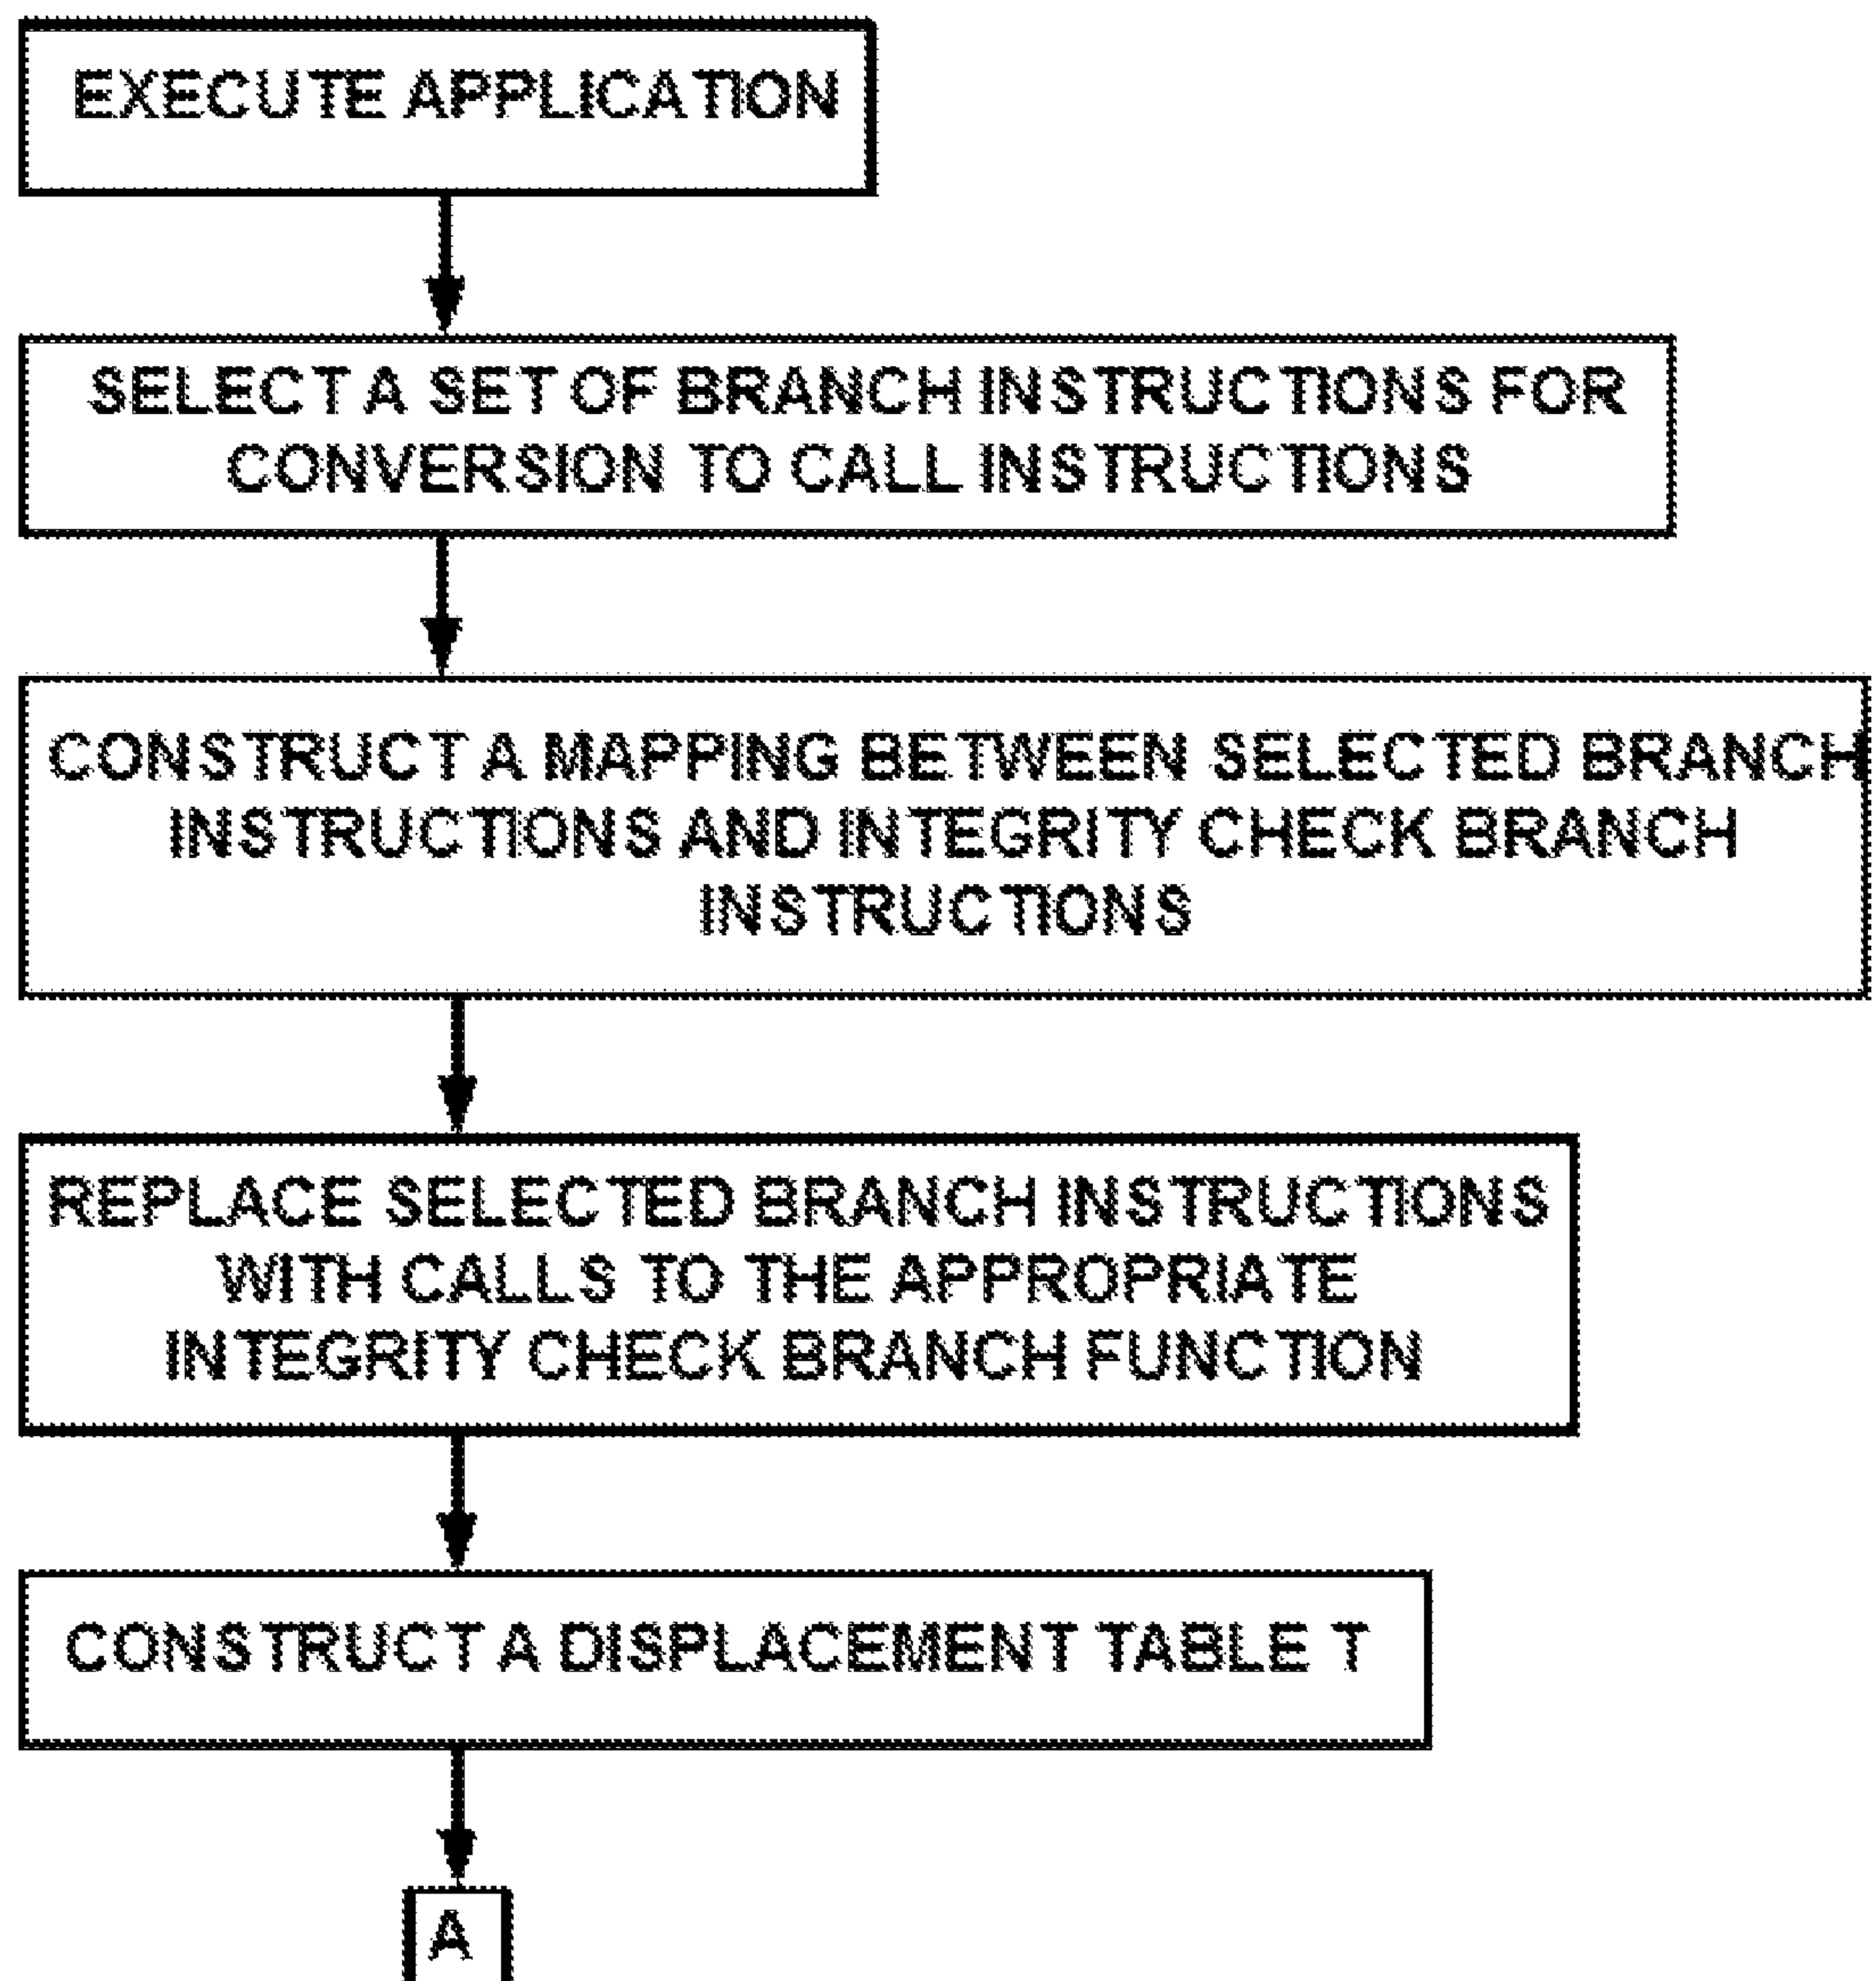 EXECUTE APPLICATION
SELECT A SET OF BRANCH INSTRUCTIONS FOR
CONVERSION TO CALL INSTRUCTIONS
CONSTRUCT A MAPPING BETWEEN SELECTED BRANCH
INSTRUCTIONS AND INTEGRITY CHECK BRANCH
INSTRUCTIONS
REPLACE SELECTED BRANCH INSTRUCTIONS
WITH CALLS TO THE APPROPRIATE
INTEGRITY CHECK BRANCH FUNCTION
CONSTRUCT A DISPLACEMENT TABLE T
A